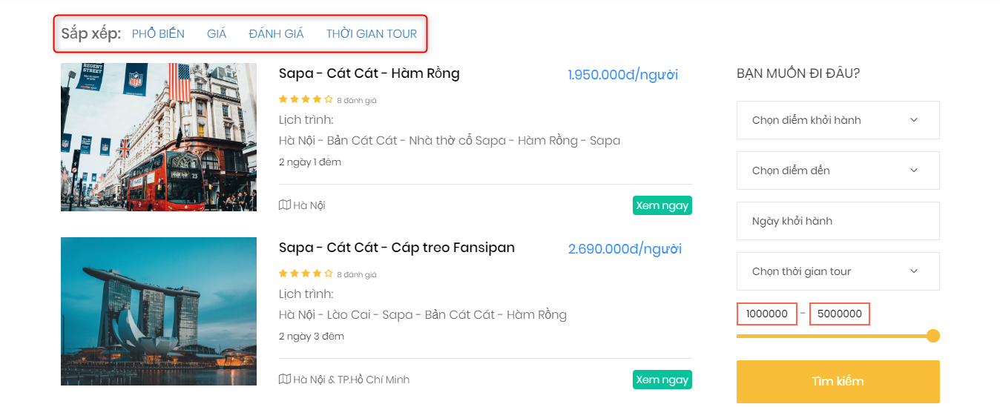 Sắp xếp: PHỔ BIẾN GIÁ ĐÁNH GIÁ THỜI GIAN TOUR
REGENT STREET
NFL
23
Sapa - Cát Cát - Hàm Rồng
1.950.000đ/người
8 đánh giá
Lịch trình:
Hà Nội - Bản Cát Cát - Nhà thờ cổ Sapa - Hàm Rồng - Sapa
2 ngày 1 đêm
Hà Nội
Xem ngay
Sapa - Cát Cát - Cáp treo Fansipan
2.690.000đ/người
8 đánh giá
Lịch trình:
Hà Nội - Lào Cai - Sapa - Bản Cát Cát - Hàm Rồng
2 ngày 3 đêm
Hà Nội & TP.Hồ Chí Minh
Xem ngay
BẠN MUỐN ĐI ĐÂU?
Chọn điểm khởi hành
Chọn điểm đến
Ngày khởi hành
Chọn thời gian tour
1000000 - 5000000
Tìm kiếm